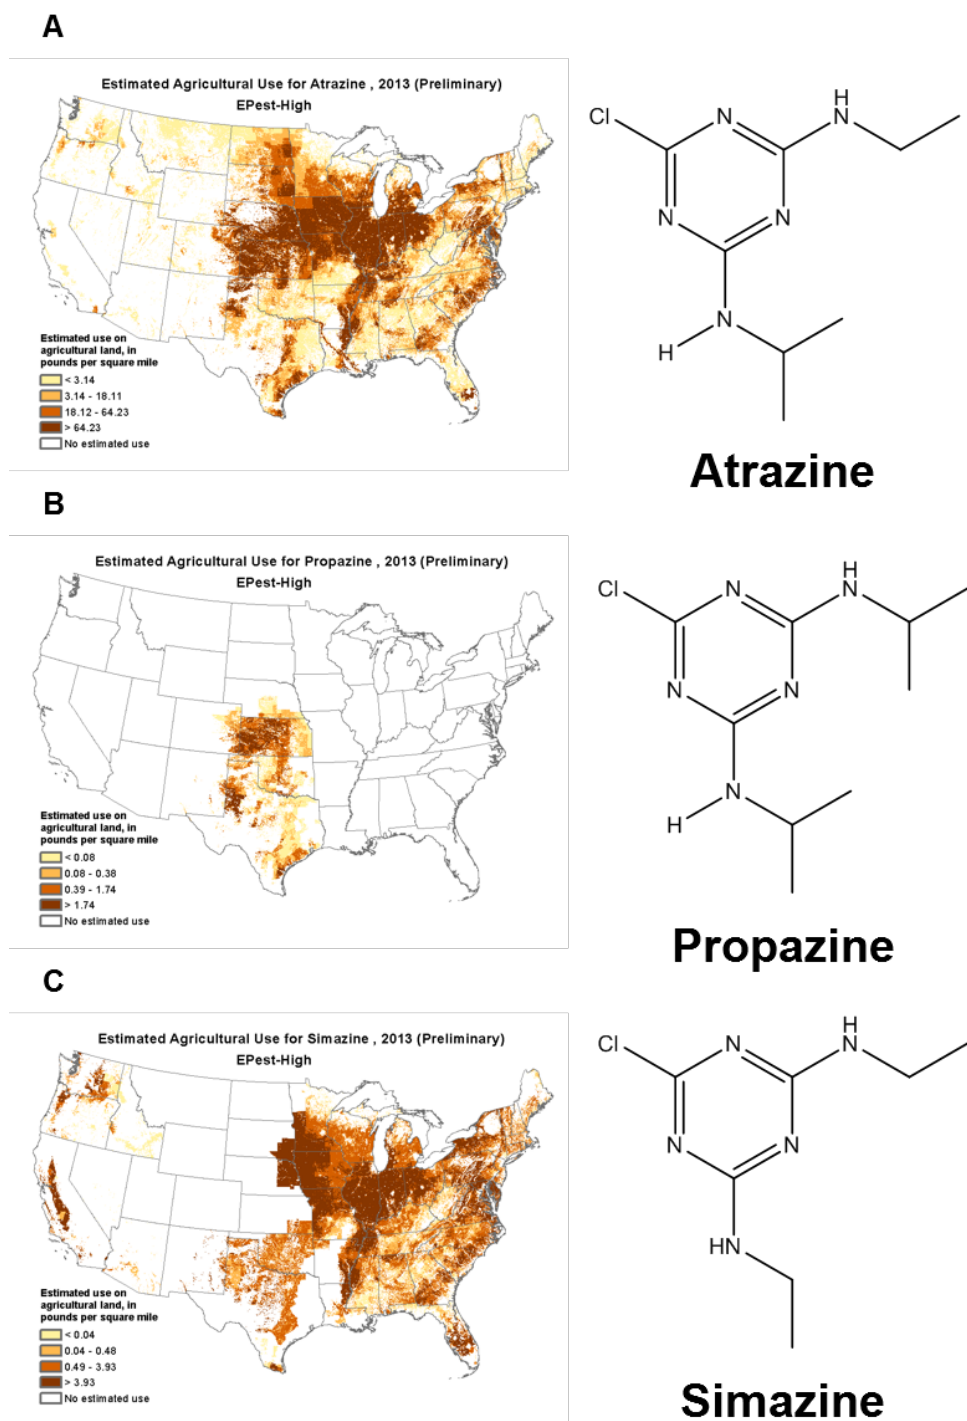 A
Estimated Agricultural Use for Atrazine , 2013 (Preliminary)
EPest-High
Estimated use on
agricultural land, in
pounds per square mile
< 3.14
3.14 - 18.11
18.12 - 64.23
> 64.23
No estimated use
Cl
N
H
N
N
N
N
H
Atrazine
B
Estimated Agricultural Use for Propazine , 2013 (Preliminary)
EPest-High
Estimated use on
agricultural land, in
pounds per square mile
< 0.08
0.08 - 0.38
0.39 - 1.74
> 1.74
No estimated use
Cl
N
H
N
N
N
N
H
Propazine
C
Estimated Agricultural Use for Simazine , 2013 (Preliminary)
EPest-High
Estimated use on
agricultural land, in
pounds per square mile
< 0.04
0.04 - 0.48
0.49 - 3.93
> 3.93
No estimated use
Cl
N
H
N
N
N
HN
Simazine